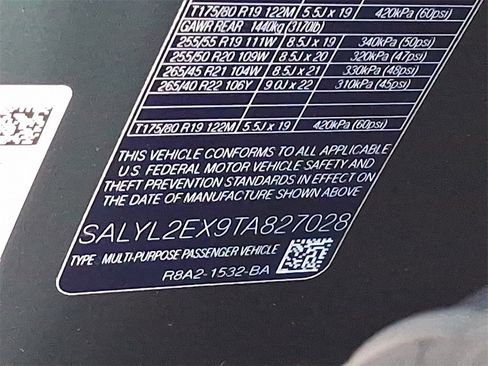 T175/80 R19 122M 5.5J x 19 420kPa (60psi)
GAWR REAR 1440kg (3170lb)
255/55 R19 111W 8.5J x 19 340kPa (50psi)
255/50 R20 109W 8.5J x 20 320kPa (47psi)
265/45 R21 104W 8.5J x 21 330kPa (48psi)
265/40 R22 106Y 9.0J x 22 310kPa (45psi)
T175/80 R19 122M 5.5J x 19 420kPa (60psi)
THIS VEHICLE CONFORMS TO ALL APPLICABLE
U.S FEDERAL MOTOR VEHICLE SAFETY AND
THEFT PREVENTION STANDARDS IN EFFECT ON
THE DATE OF MANUFACTURE SHOWN ABOVE
SALYL2EX9TA827028
TYPE MULTI-PURPOSE PASSENGER VEHICLE
R8A2-1532-BA